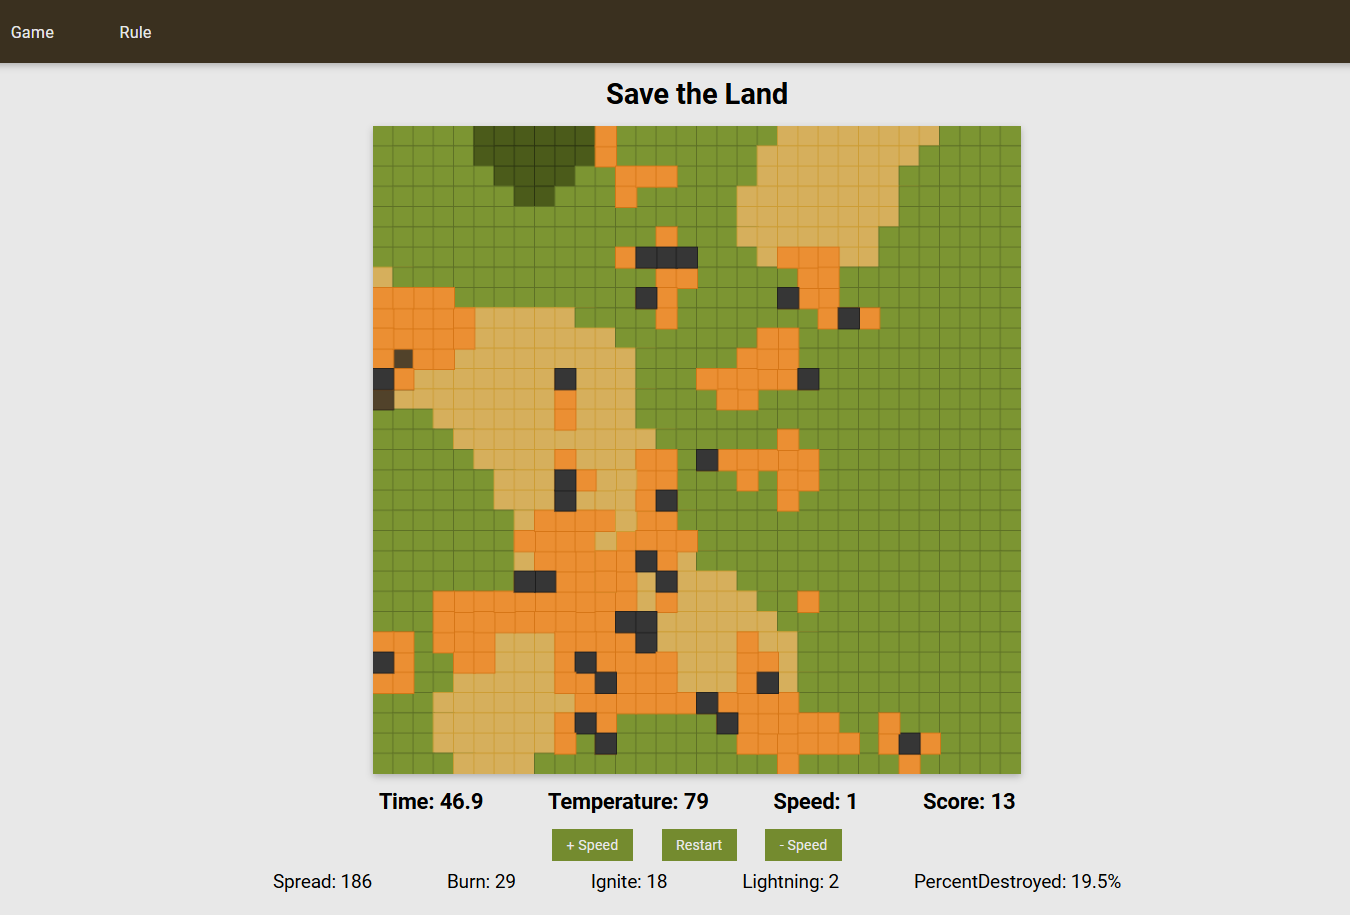 Game Rule
Save the Land
Time: 46.9 Temperature: 79 Speed: 1 Score: 13
+ Speed Restart - Speed
Spread: 186 Burn: 29 Ignite: 18 Lightning: 2 PercentDestroyed: 19.5%